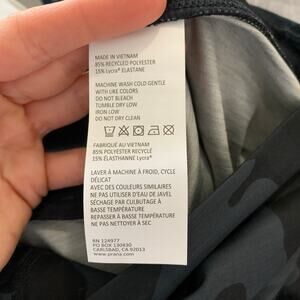 MADE IN VIETNAM
85% RECYCLED POLYESTER
15% Lycra® ELASTANE
MACHINE WASH COLD GENTLE
WITH LIKE COLORS
DO NOT BLEACH
TUMBLE DRY LOW
IRON LOW
DO NOT DRY CLEAN
FABRIQUÉ AU VIETNAM
85% POLYESTER RECYCLÉ
15% ÉLASTHANNE Lycra®
LAVER À MACHINE À FROID, CYCLE
DÉLICAT
AVEC DES COULEURS SIMILAIRES
NE PAS UTILISER D'EAU DE JAVEL
SÉCHER PAR CULBUTAGE À
BASSE TEMPÉRATURE
REPASSER À BASSE TEMPÉRATURE
NE PAS NETTOYER À SEC
RN 124977
PO BOX 130430
CARLSBAD, CA 92013
www.prana.com